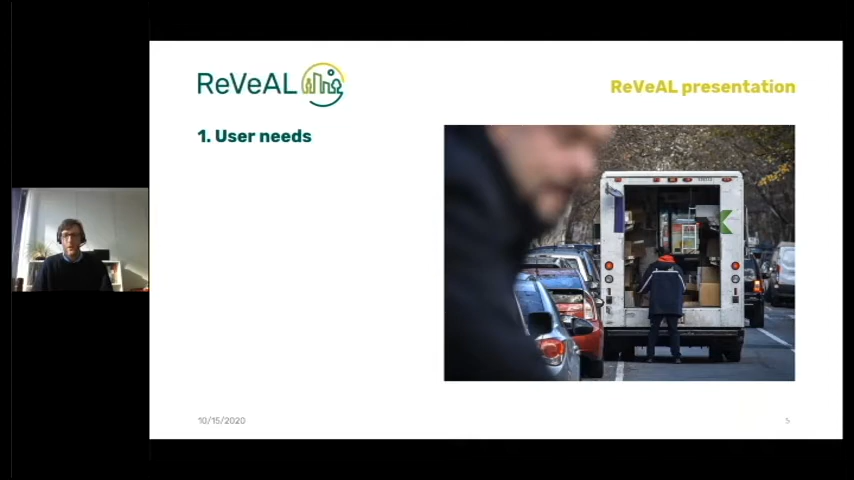 ReVeAL
ReVeAL presentation
1. User needs
10/15/2020
5